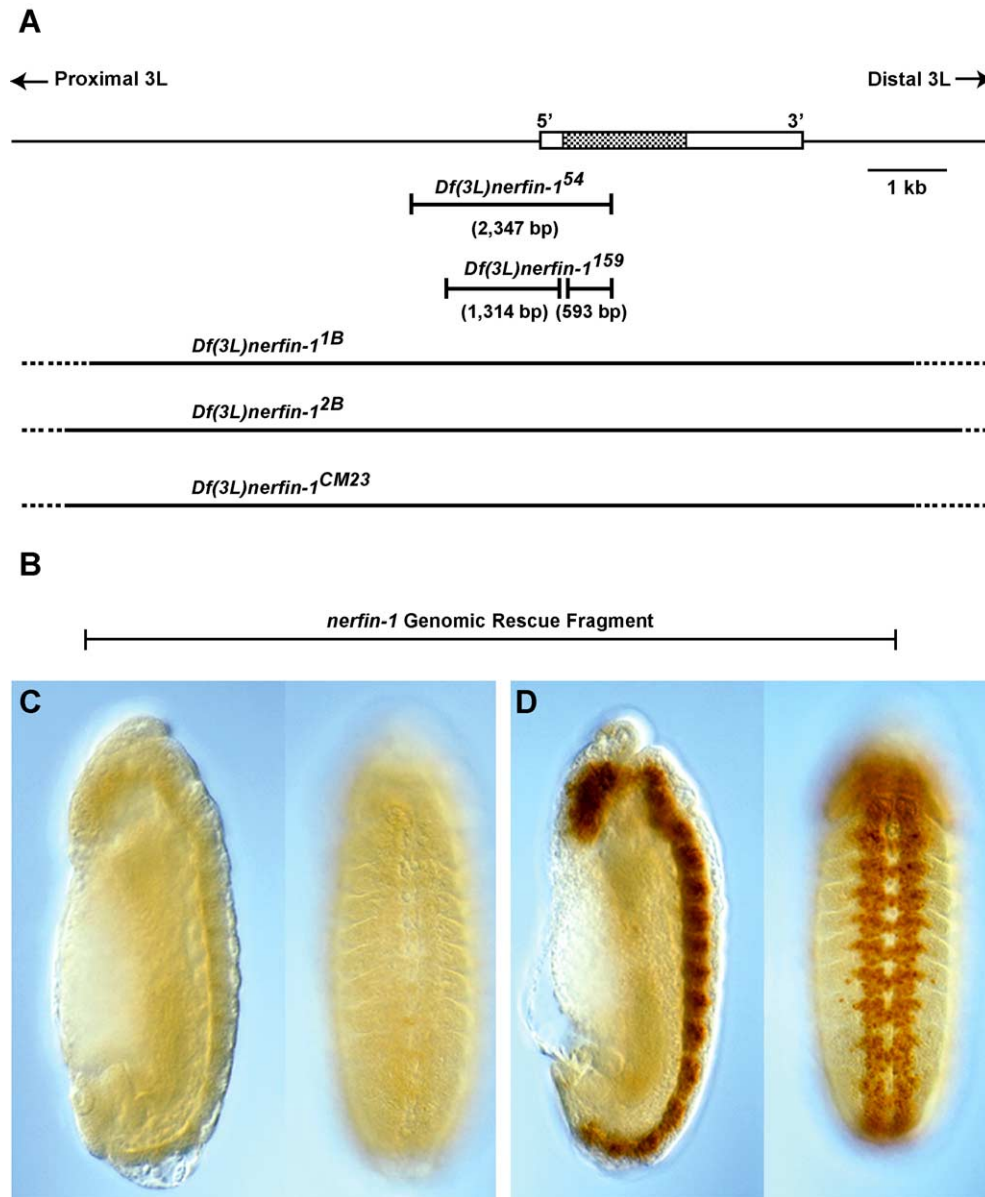 A
Proximal 3L
Distal 3L
5' 3'
1 kb
Df(3L)nerfin-1^54
(2,347 bp)
Df(3L)nerfin-1^159
(1,314 bp) (593 bp)
Df(3L)nerfin-1^1B
Df(3L)nerfin-1^2B
Df(3L)nerfin-1^CM23
B
nerfin-1 Genomic Rescue Fragment
C
D